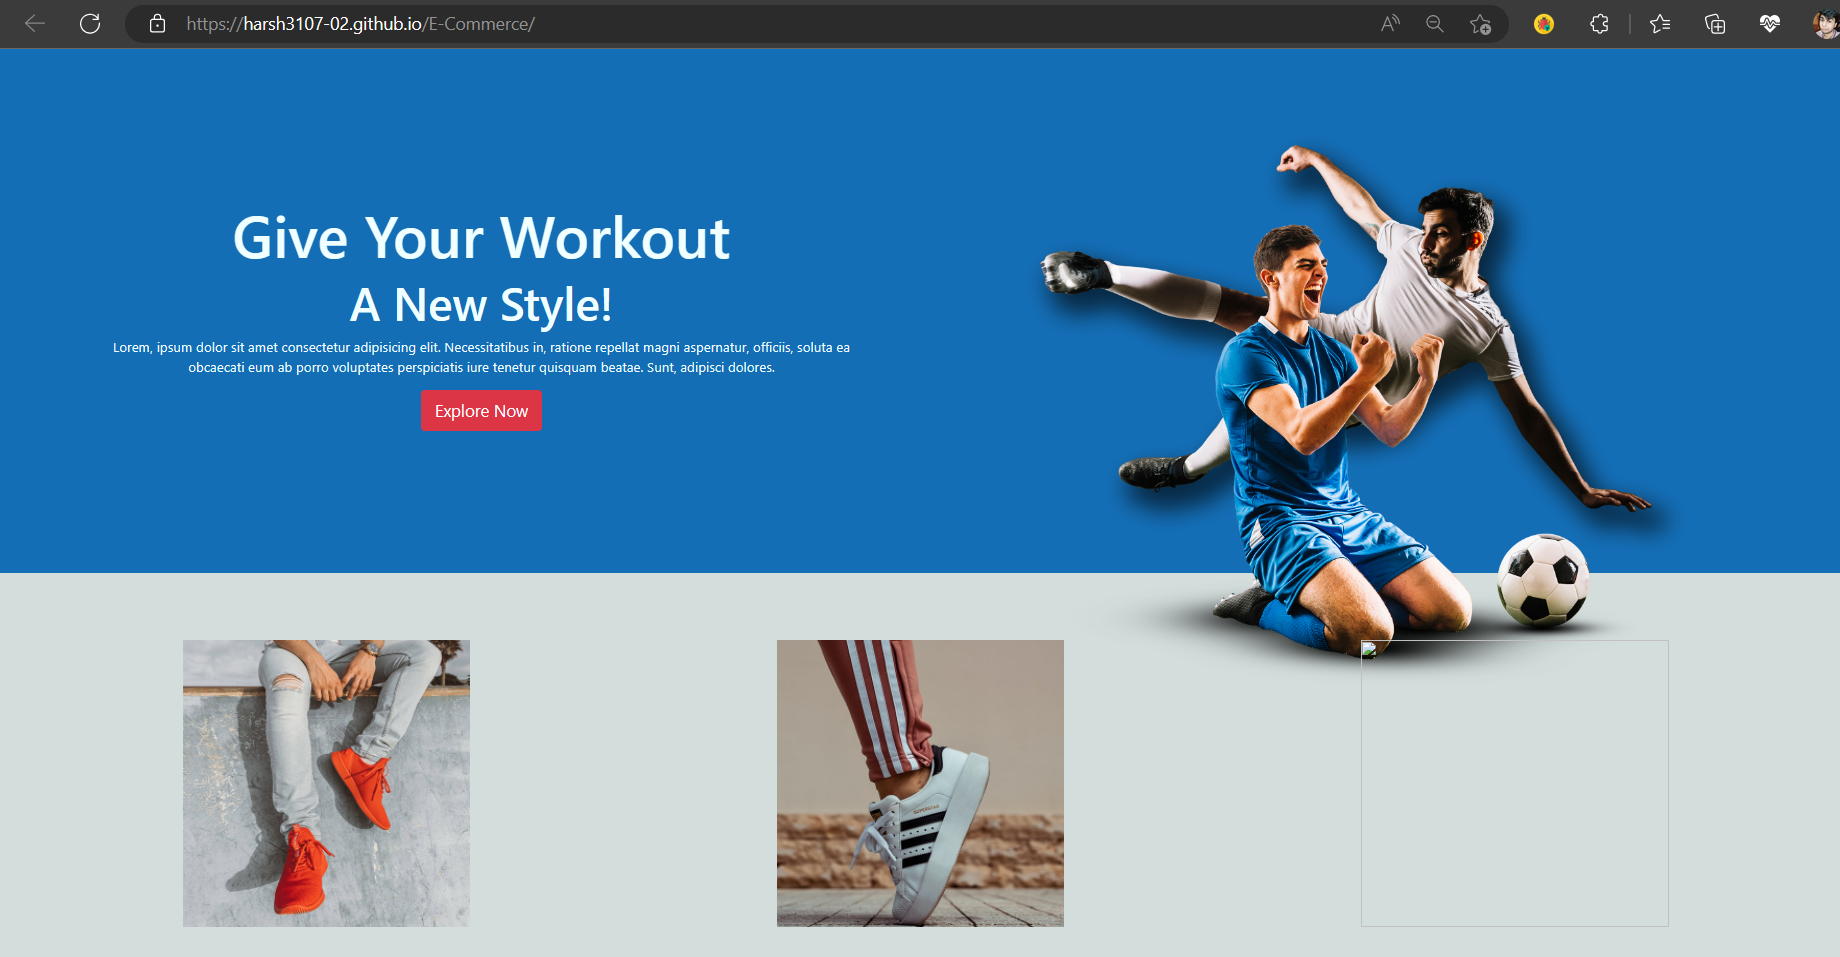 https://harsh3107-02.github.io/E-Commerce/
Give Your Workout
A New Style!
Lorem, ipsum dolor sit amet consectetur adipisicing elit. Necessitatibus in, ratione repellat magni aspernatur, officiis, soluta ea
obcaecati eum ab porro voluptates perspiciatis iure tenetur quisquam beatae. Sunt, adipisci dolores.
Explore Now
SUPERSTAR